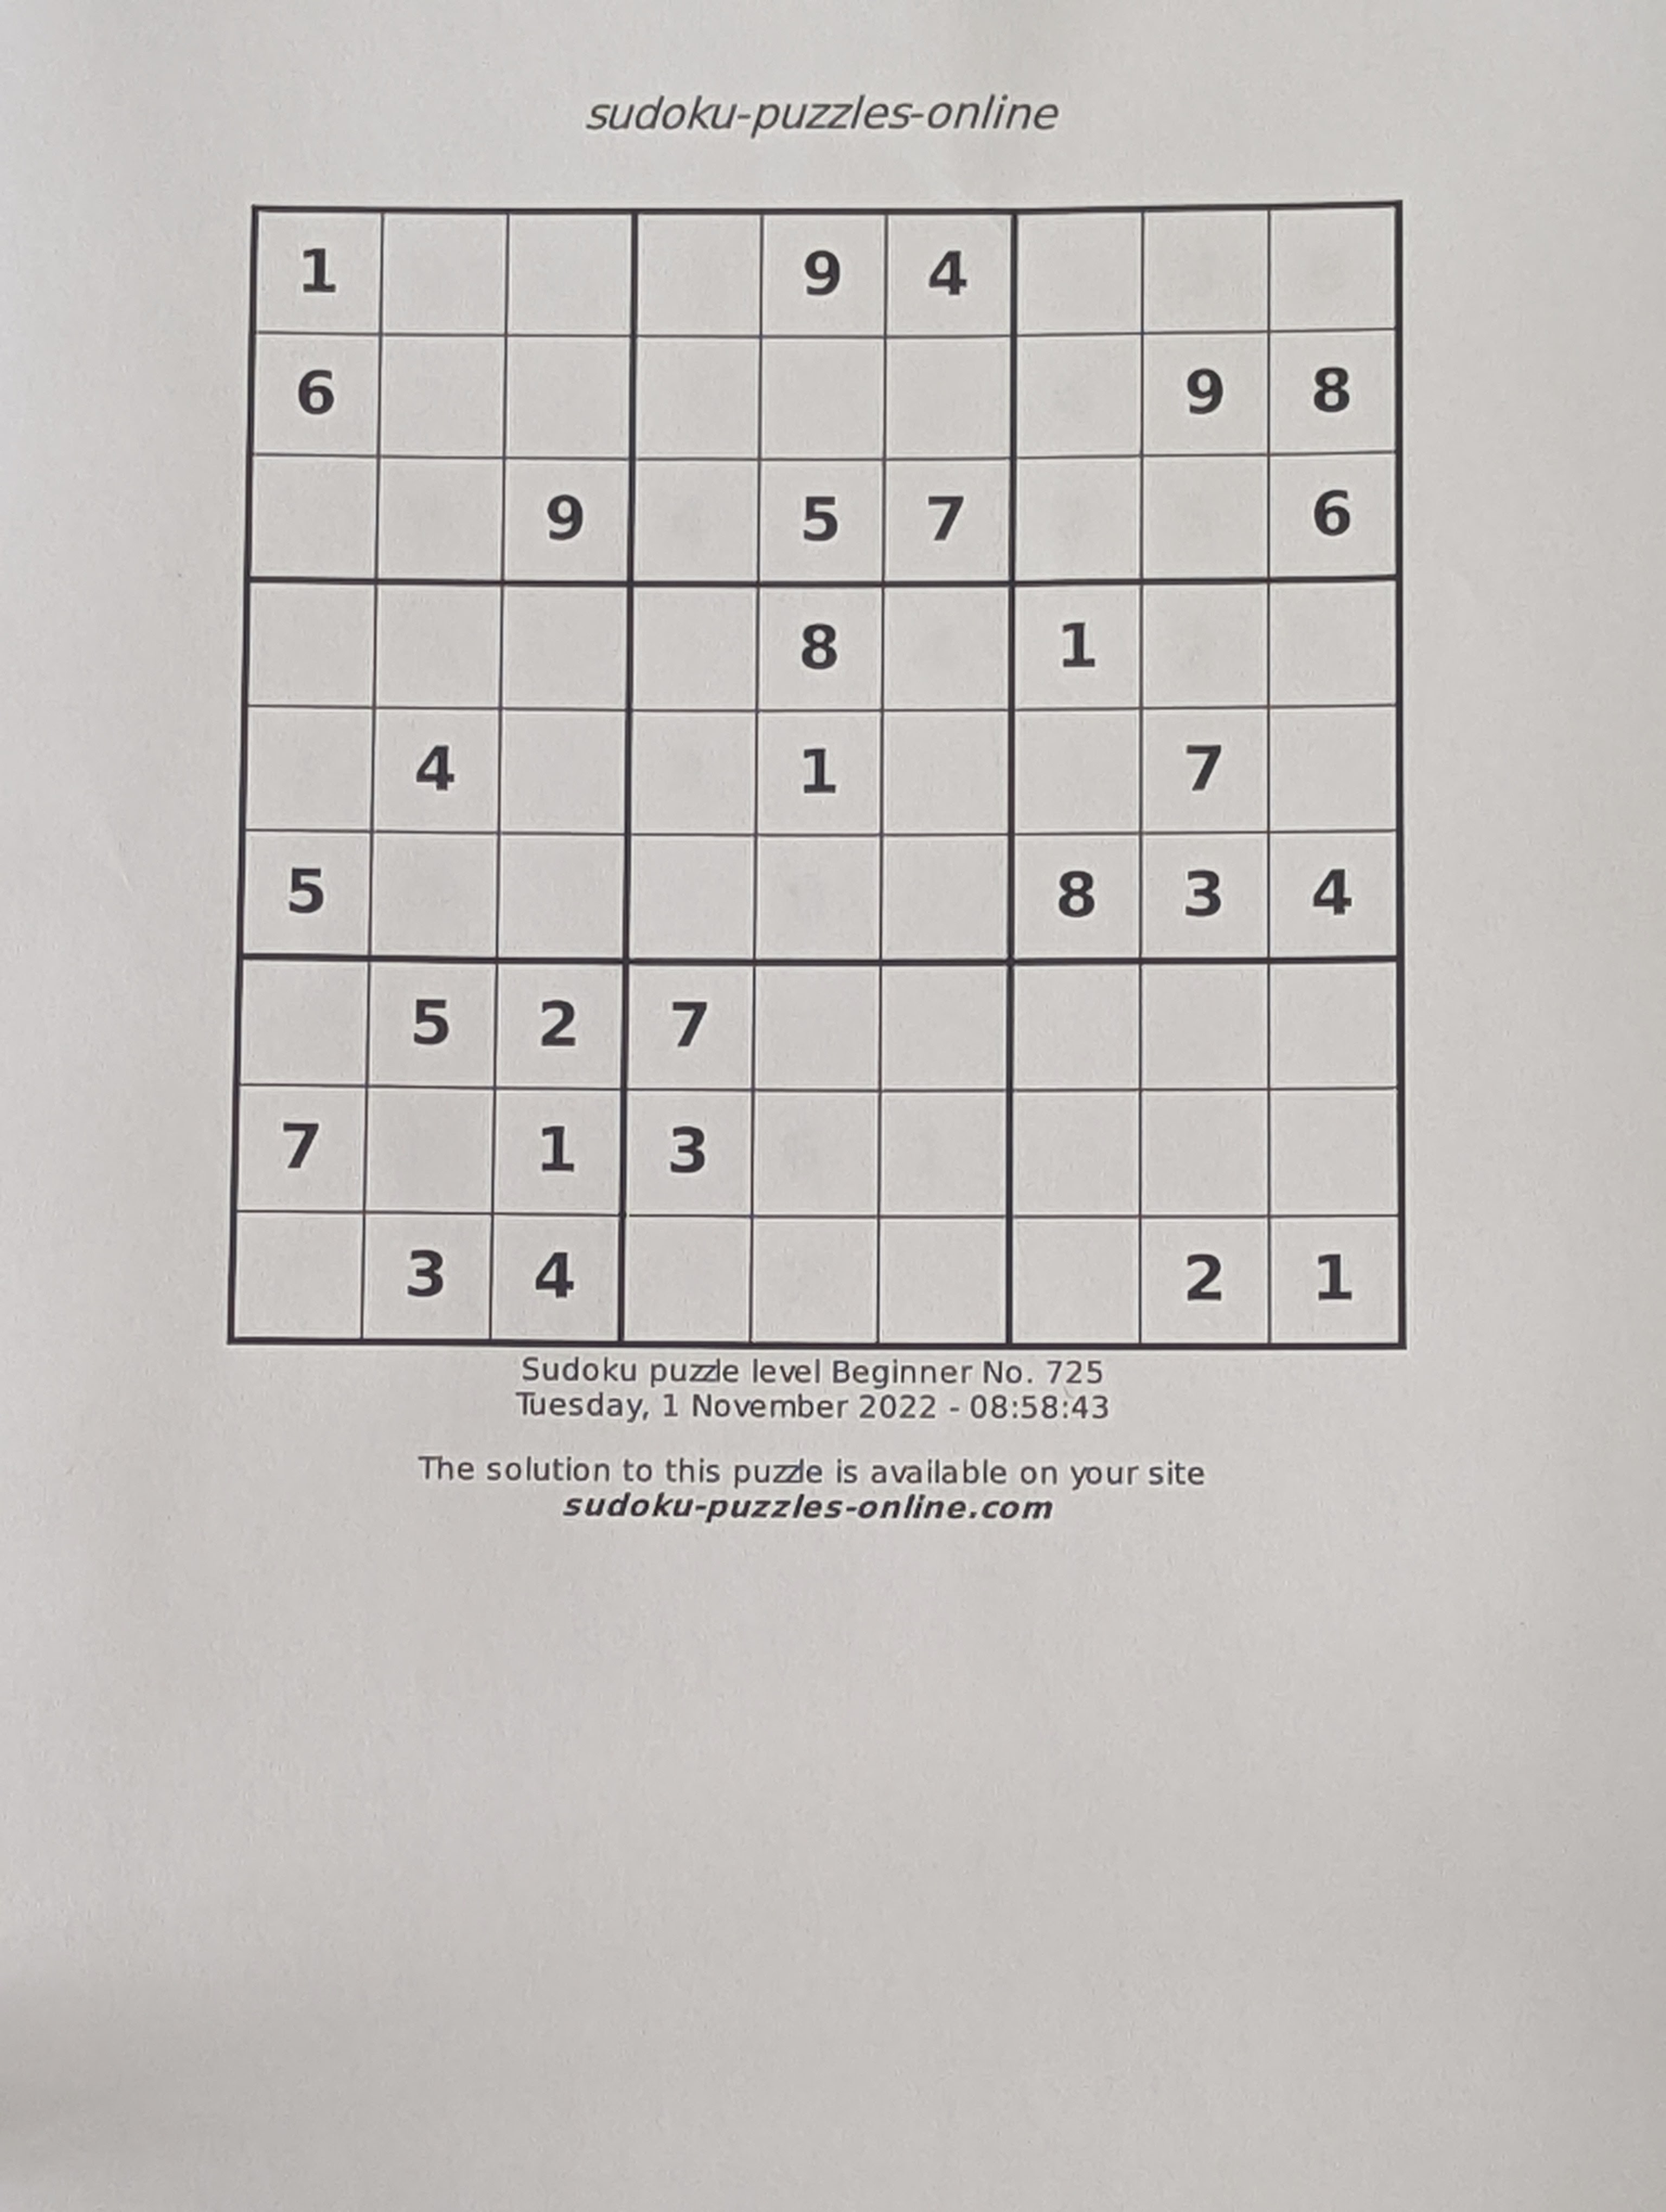 sudoku-puzzles-online
1 9 4
6 9 8
9 5 7 6
8 1
4 1 7
5 8 3 4
5 2 7
7 1 3
3 4 2 1
Sudoku puzzle level Beginner No. 725
Tuesday, 1 November 2022 - 08:58:43
The solution to this puzzle is available on your site
sudoku-puzzles-online.com